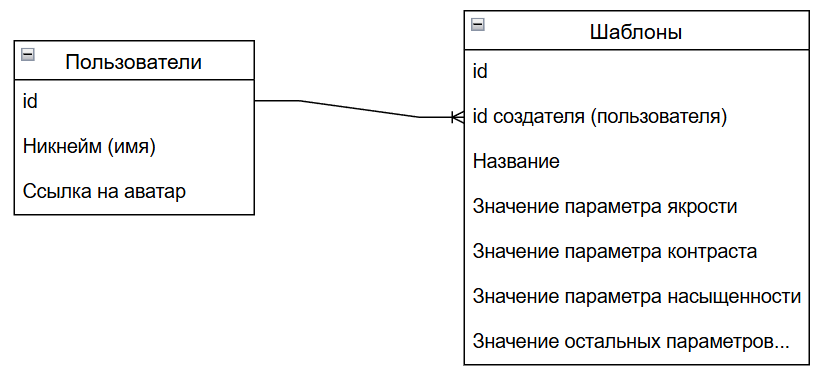 Пользователи
id
Никнейм (имя)
Ссылка на аватар
Шаблоны
id
id создателя (пользователя)
Название
Значение параметра якрости
Значение параметра контраста
Значение параметра насыщенности
Значение остальных параметров...